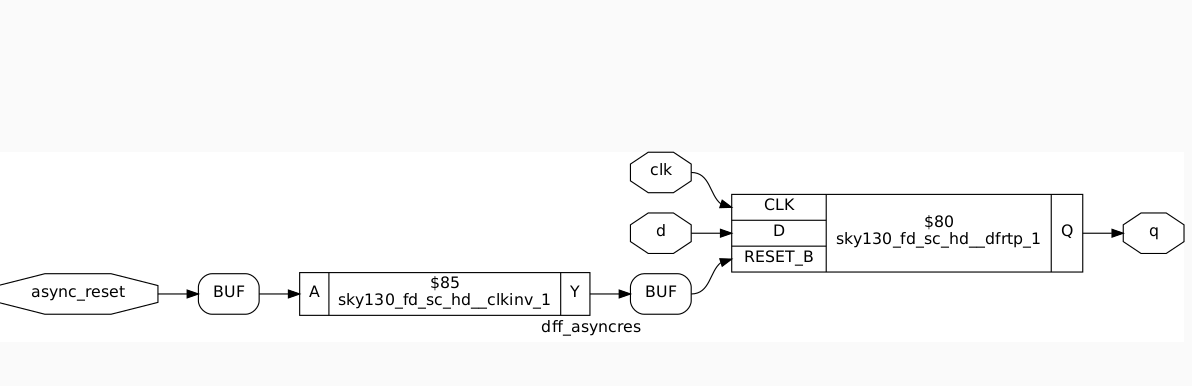 clk
CLK
$80
sky130_fd_sc_hd__dfrtp_1
d
D
Q
q
RESET_B
async_reset
BUF
A
$85
sky130_fd_sc_hd__clkinv_1
Y
BUF
dff_asyncres